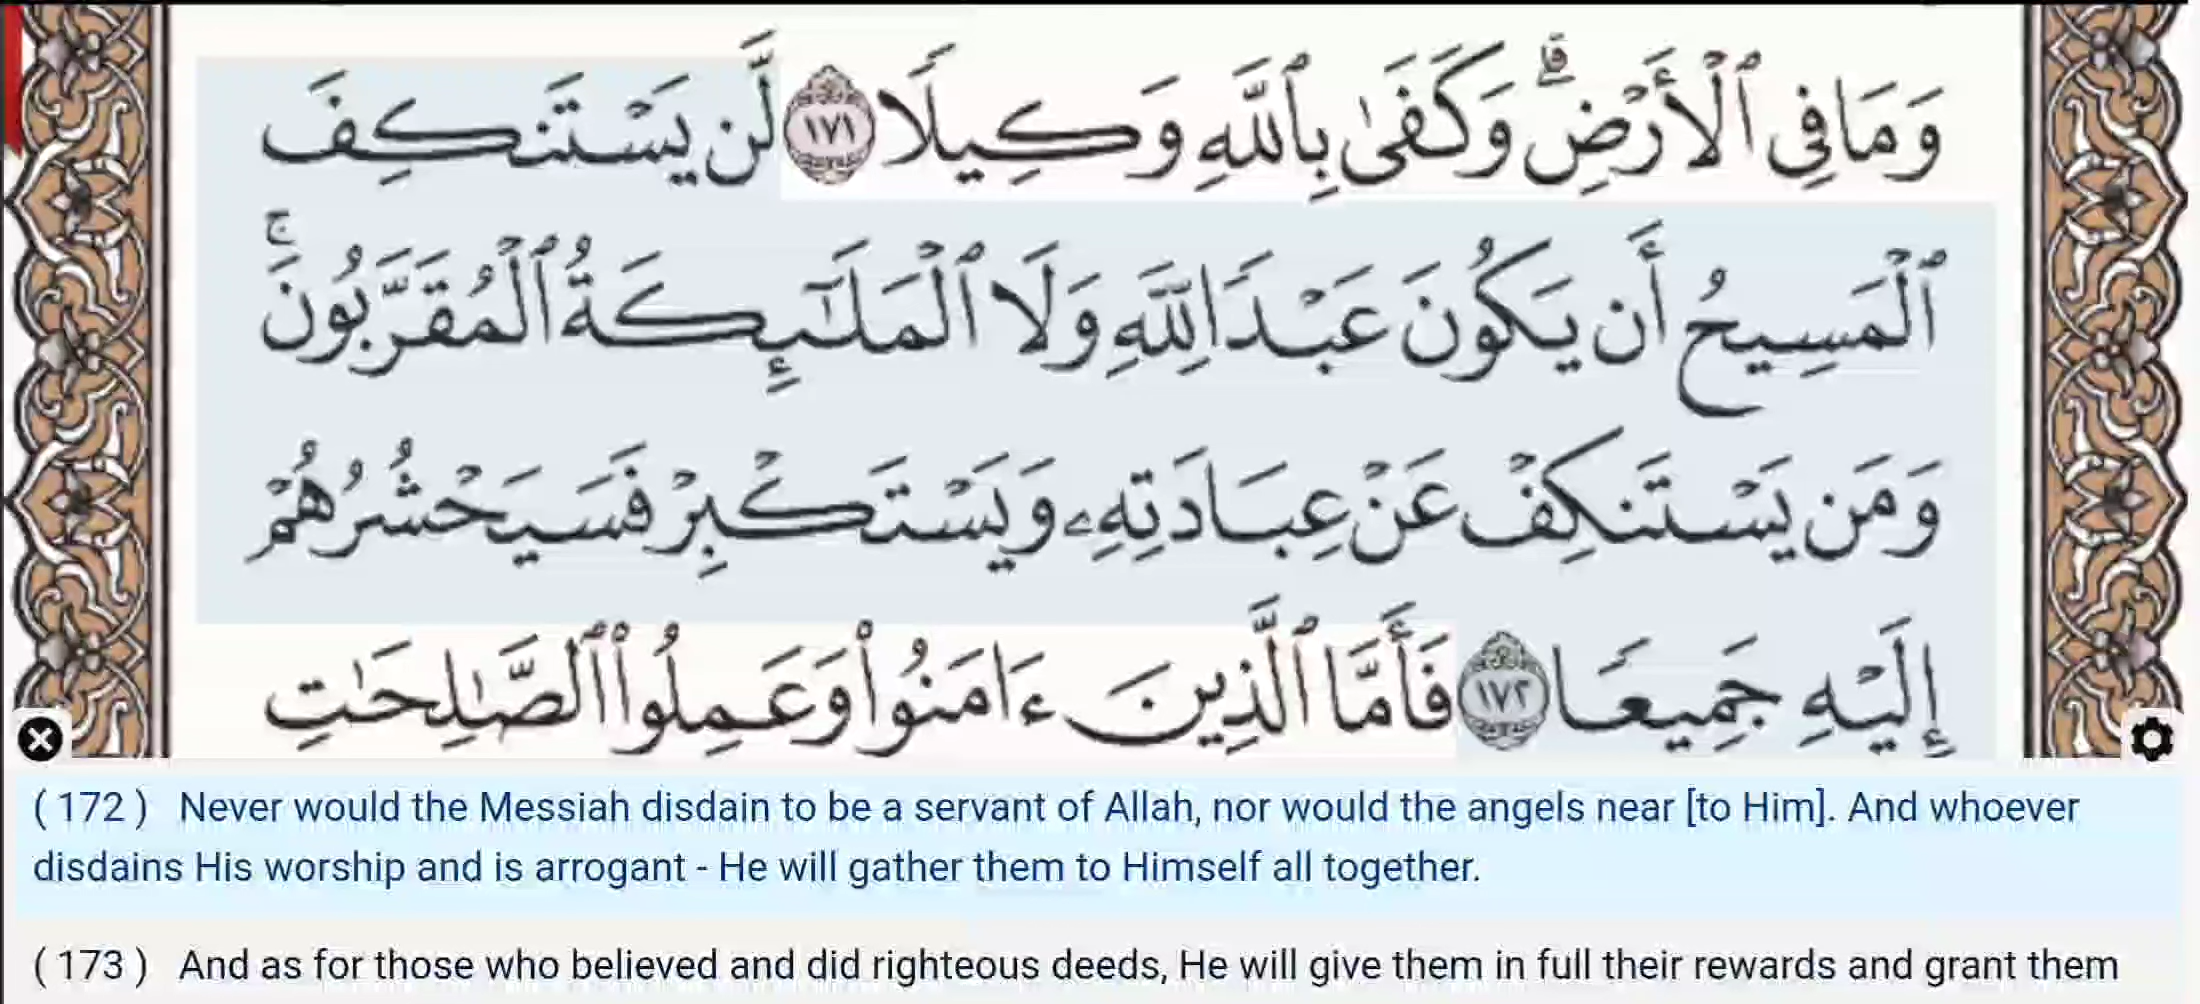 وَمَا فِى ٱلْأَرْضِ ۗ وَكَفَىٰ بِٱللَّهِ وَكِيلًا ١٧١ لَّن يَسْتَنكِفَ
ٱلْمَسِيحُ أَن يَكُونَ عَبْدًا لِّلَّهِ وَلَا ٱلْمَلَـٰٓئِكَةُ ٱلْمُقَرَّبُونَ ۚ
وَمَن يَسْتَنكِفْ عَنْ عِبَادَتِهِۦ وَيَسْتَكْبِرْ فَسَيَحْشُرُهُمْ
إِلَيْهِ جَمِيعًا ١٧٢ فَأَمَّا ٱلَّذِينَ ءَامَنُوا۟ وَعَمِلُوا۟ ٱلصَّـٰلِحَـٰتِ
( 172 ) Never would the Messiah disdain to be a servant of Allah, nor would the angels near [to Him]. And whoever
disdains His worship and is arrogant - He will gather them to Himself all together.
( 173 ) And as for those who believed and did righteous deeds, He will give them in full their rewards and grant them